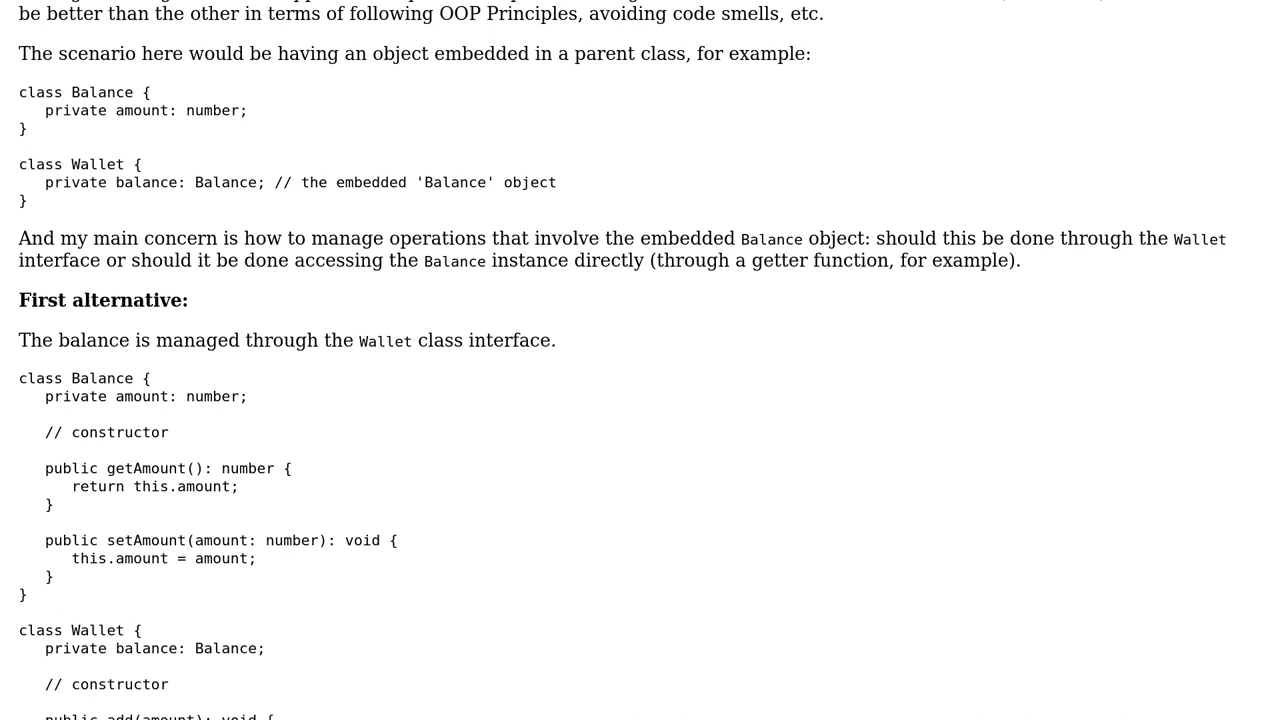 be better than the other in terms of following OOP Principles, avoiding code smells, etc.
The scenario here would be having an object embedded in a parent class, for example:
class Balance {
   private amount: number;
}
class Wallet {
   private balance: Balance; // the embedded 'Balance' object
}
And my main concern is how to manage operations that involve the embedded Balance object: should this be done through the Wallet
interface or should it be done accessing the Balance instance directly (through a getter function, for example).
First alternative:
The balance is managed through the Wallet class interface.
class Balance {
   private amount: number;
   // constructor
   public getAmount(): number {
      return this.amount;
   }
   public setAmount(amount: number): void {
      this.amount = amount;
   }
}
class Wallet {
   private balance: Balance;
   // constructor
   public add(amount): void {